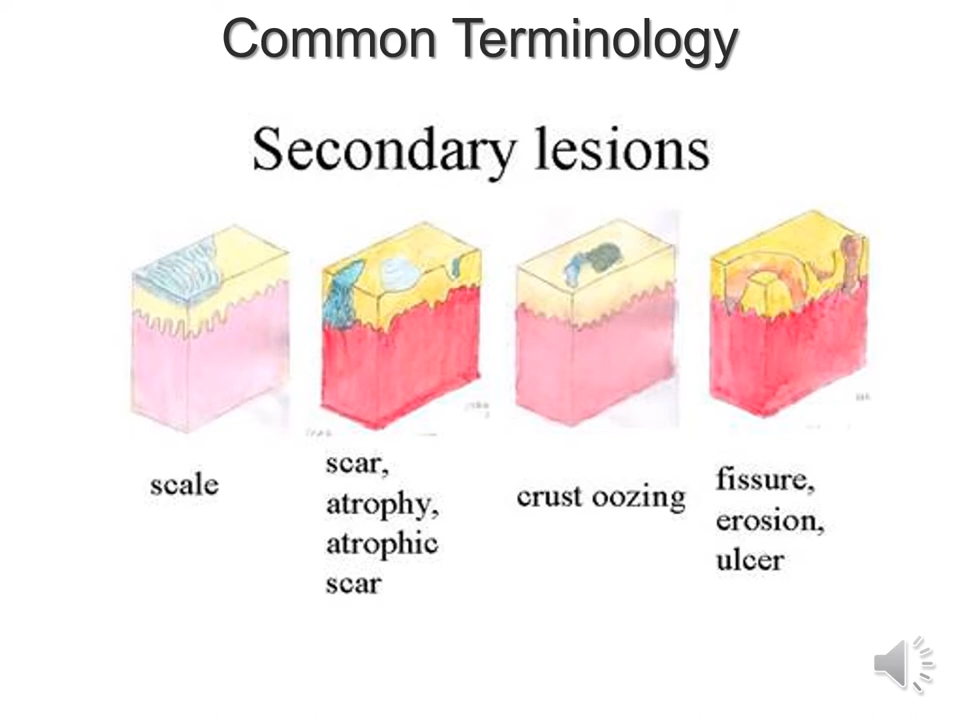 Common Terminology
Secondary lesions
scale
scar,
atrophy,
atrophic
scar
crust oozing
fissure,
erosion,
ulcer